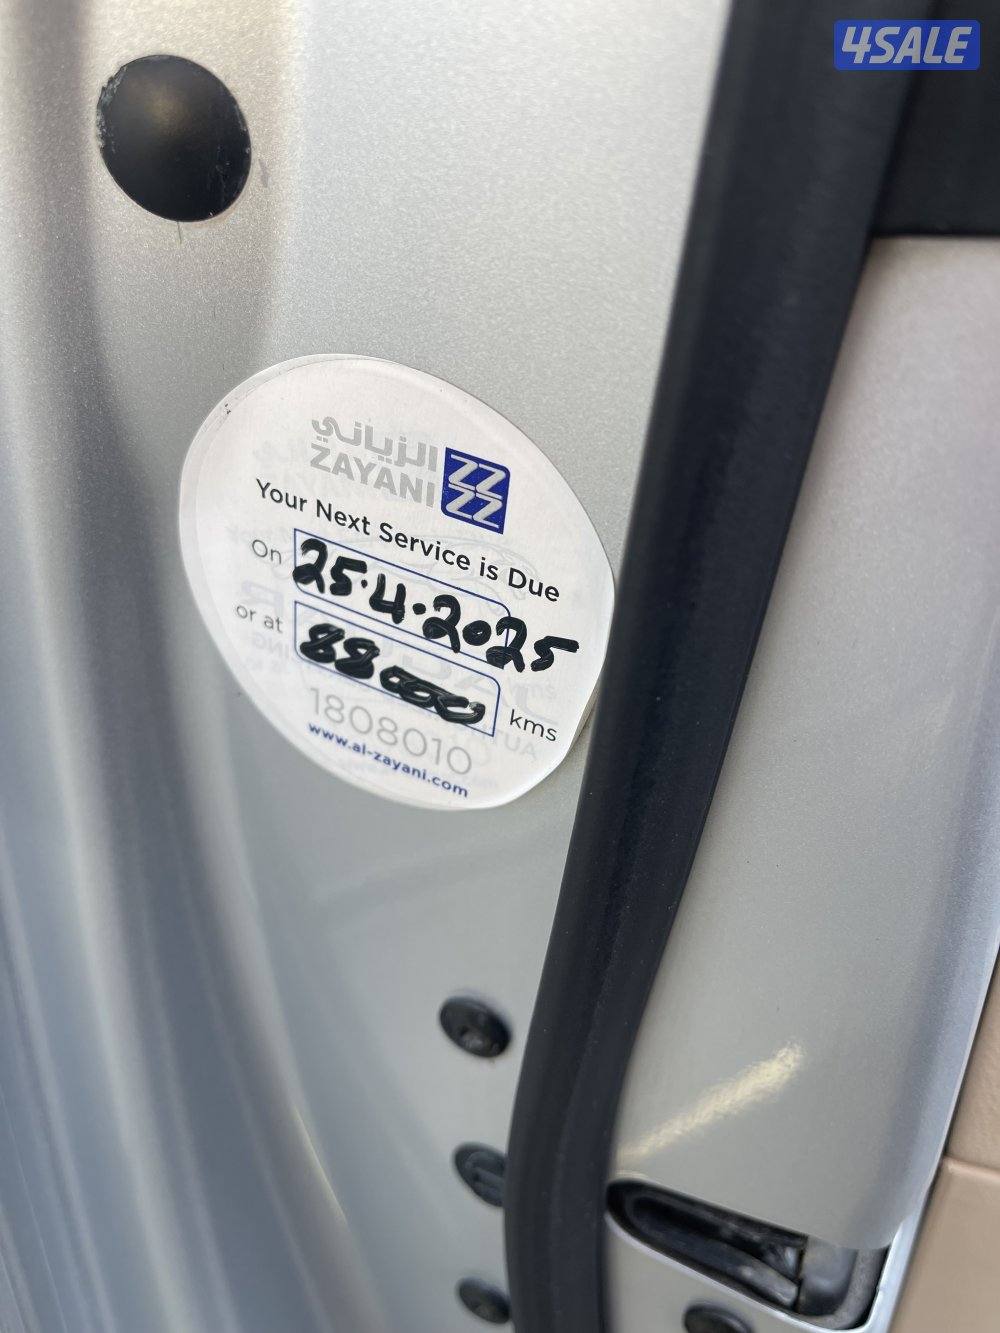 4SALE
الزياني
ZAYANI
Your Next Service is Due
On 25.4.2025
or at 88000 kms
1808010
www.al-zayani.com